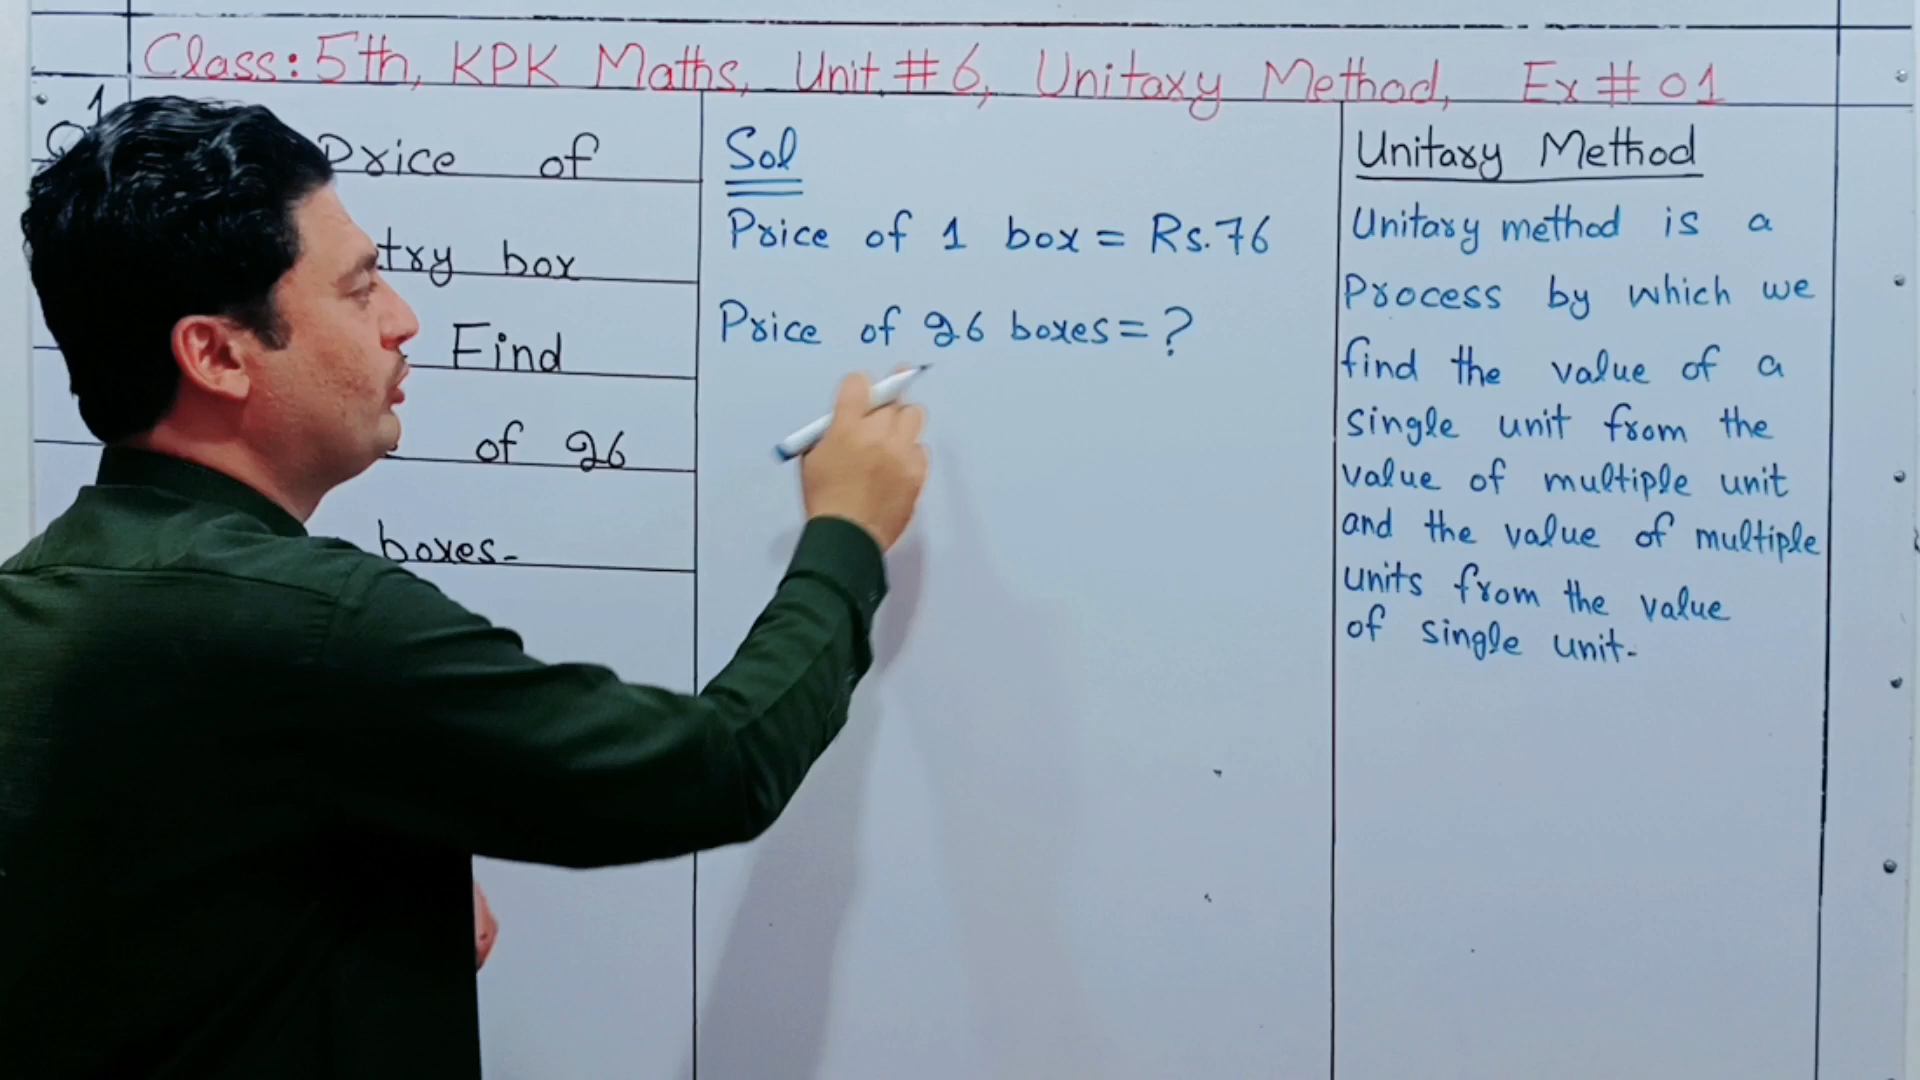 Class: 5th, KPK Maths, Unit # 6, Unitary Method, Ex # 01
1
Price of
try box
Find
of 26
boxes-
Sol
Price of 1 box = Rs.76
Price of 26 boxes = ?
Unitary Method
Unitary method is a
Process by which we
find the value of a
single unit from the
value of multiple unit
and the value of multiple
units from the value
of single unit-